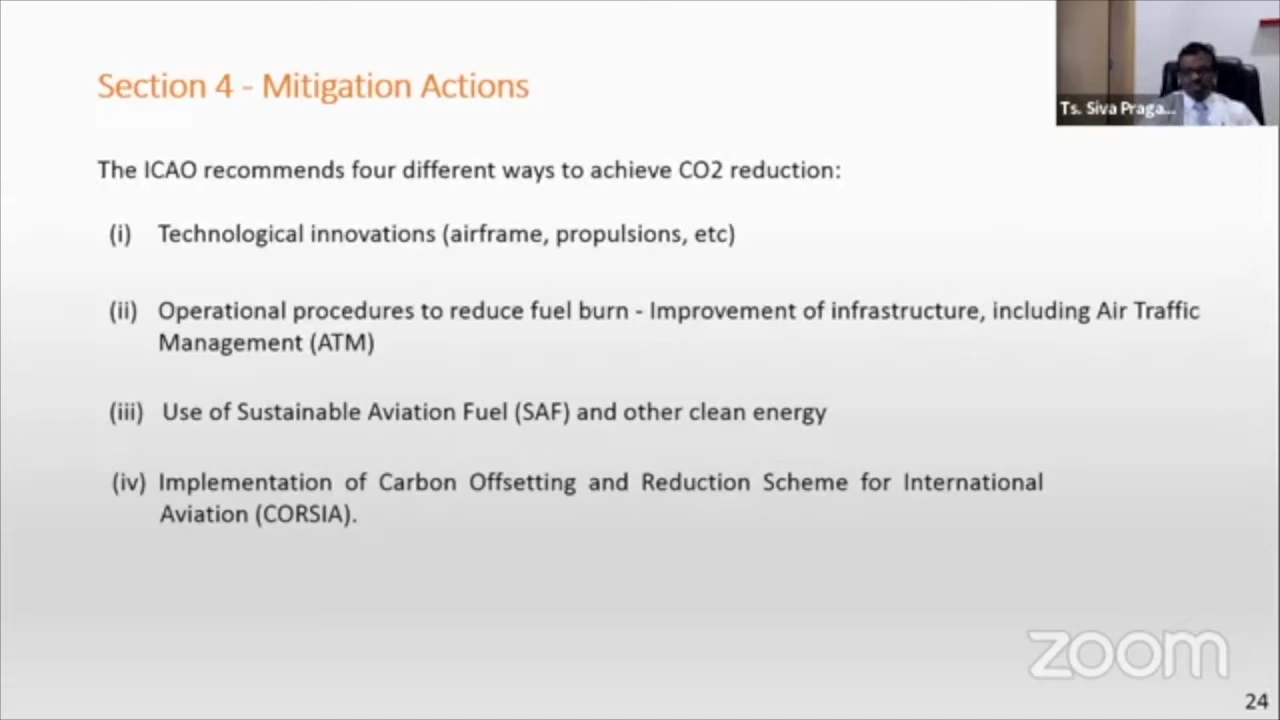 Section 4 - Mitigation Actions
Ts. Siva Praga...
The ICAO recommends four different ways to achieve CO2 reduction:
(i) Technological innovations (airframe, propulsions, etc)
(ii) Operational procedures to reduce fuel burn - Improvement of infrastructure, including Air Traffic
Management (ATM)
(iii) Use of Sustainable Aviation Fuel (SAF) and other clean energy
(iv) Implementation of Carbon Offsetting and Reduction Scheme for International
Aviation (CORSIA).
zoom
24